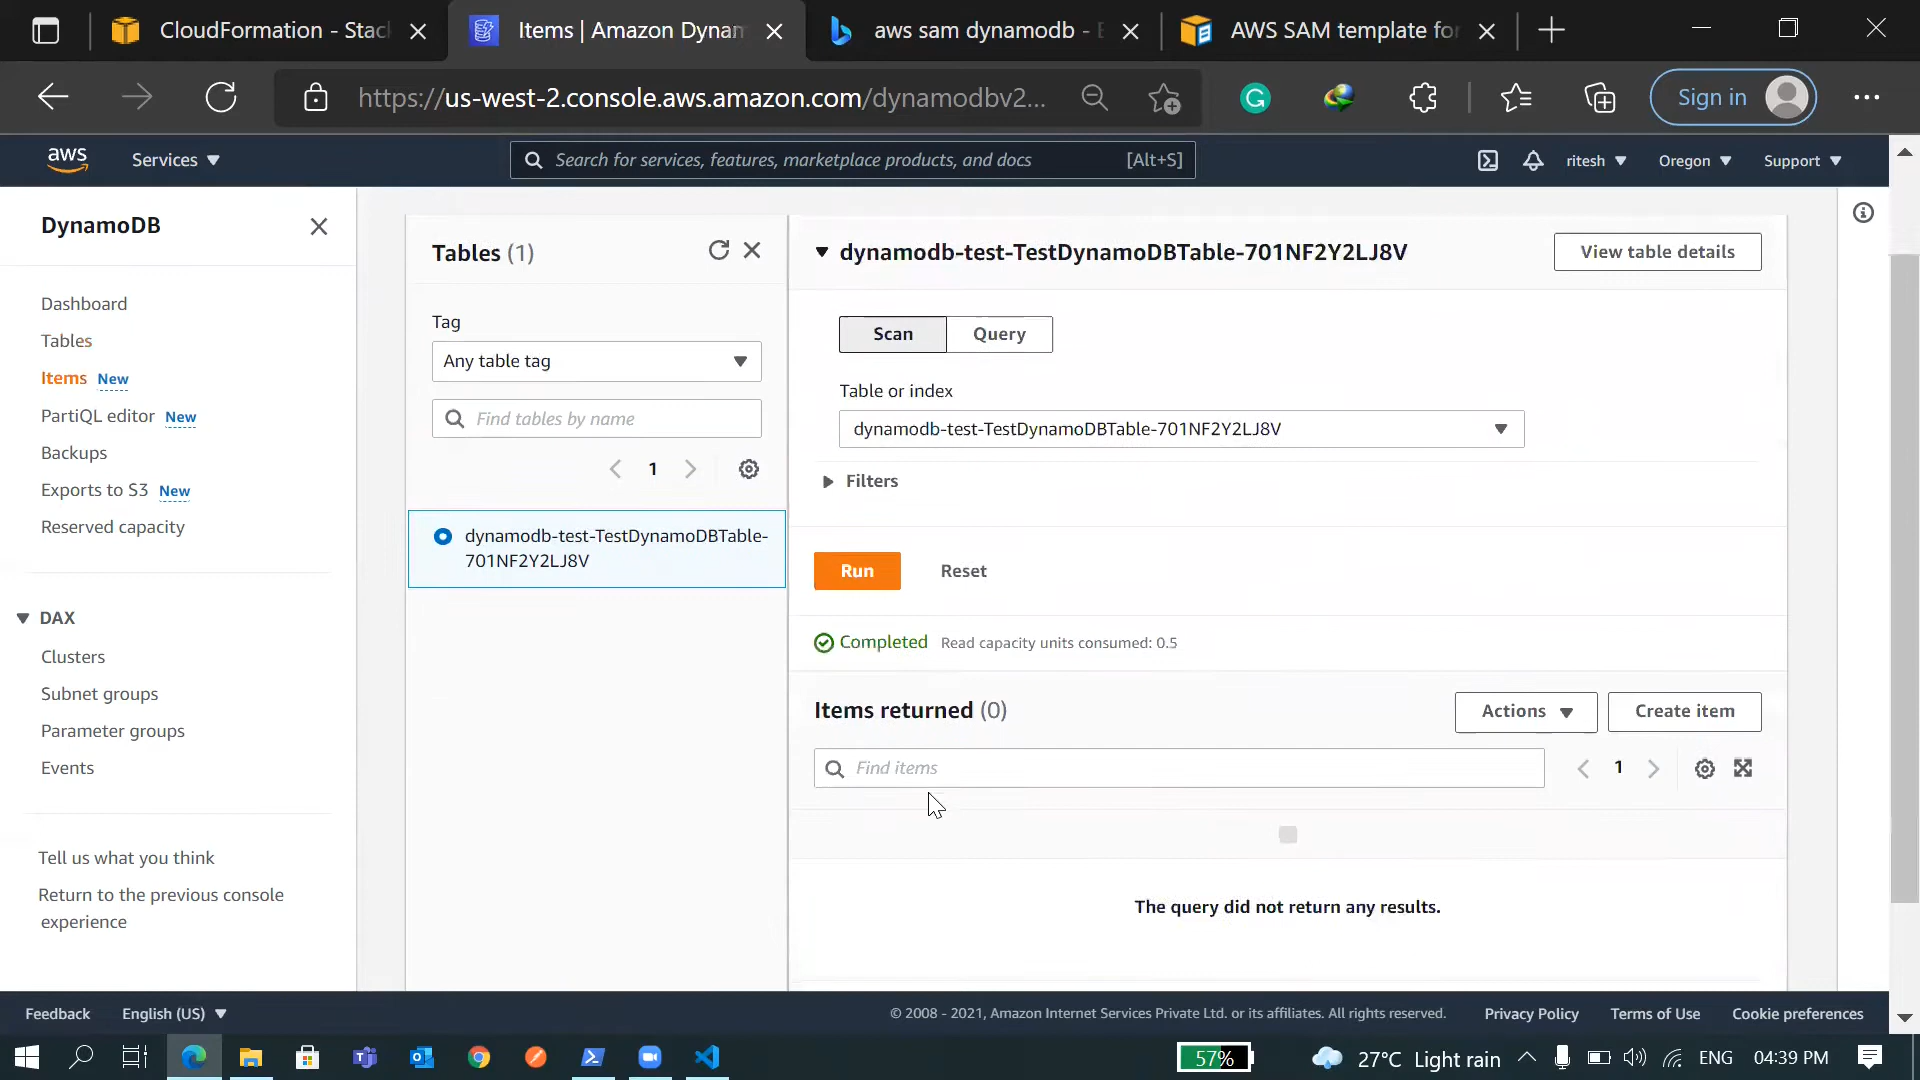 CloudFormation - Stac
Items | Amazon Dynam
aws sam dynamodb -
AWS SAM template for
https://us-west-2.console.aws.amazon.com/dynamodbv2...
Sign in
aws
Services
Search for services, features, marketplace products, and docs
[Alt+S]
ritesh
Oregon
Support
DynamoDB
Dashboard
Tables
Items New
PartiQL editor New
Backups
Exports to S3 New
Reserved capacity
DAX
Clusters
Subnet groups
Parameter groups
Events
Tell us what you think
Return to the previous console
experience
Tables (1)
Tag
Any table tag
Find tables by name
1
dynamodb-test-TestDynamoDBTable-
701NF2Y2LJ8V
dynamodb-test-TestDynamoDBTable-701NF2Y2LJ8V
View table details
Scan
Query
Table or index
dynamodb-test-TestDynamoDBTable-701NF2Y2LJ8V
Filters
Run
Reset
Completed
Read capacity units consumed: 0.5
Items returned (0)
Actions
Create item
Find items
1
The query did not return any results.
Feedback
English (US)
© 2008 - 2021, Amazon Internet Services Private Ltd. or its affiliates. All rights reserved.
Privacy Policy
Terms of Use
Cookie preferences
57%
27°C Light rain
ENG
04:39 PM